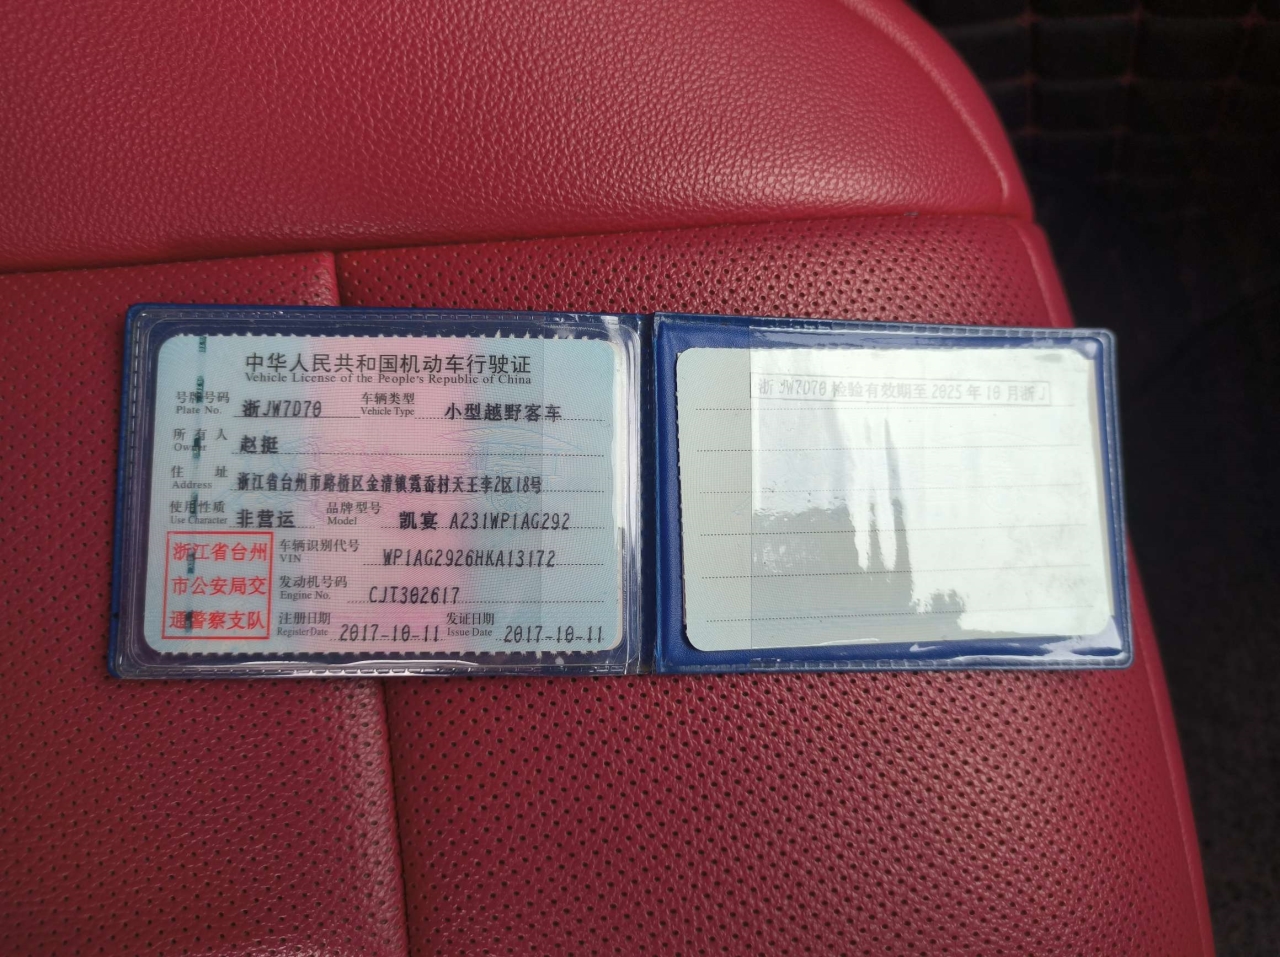 中华人民共和国机动车行驶证
Vehicle License of the People's Republic of China
号牌号码 浙JW7D70 车辆类型 小型越野客车
Plate No. Vehicle Type
所有人 赵挺
Owner
住址 浙江省台州市路桥区金清镇霓岙村天王李2区18号
Address
使用性质 非营运 品牌型号 凯宴 A231WP1AG292
Use Character Model
浙江省台州
市公安局交
通警察支队
车辆识别代号 WP1AG2926HKA13172
VIN
发动机号码 CJT302617
Engine No.
注册日期 2017-10-11 发证日期 2017-10-11
Register Date Issue Date
浙JW7D70 检验有效期至2025年10月浙J